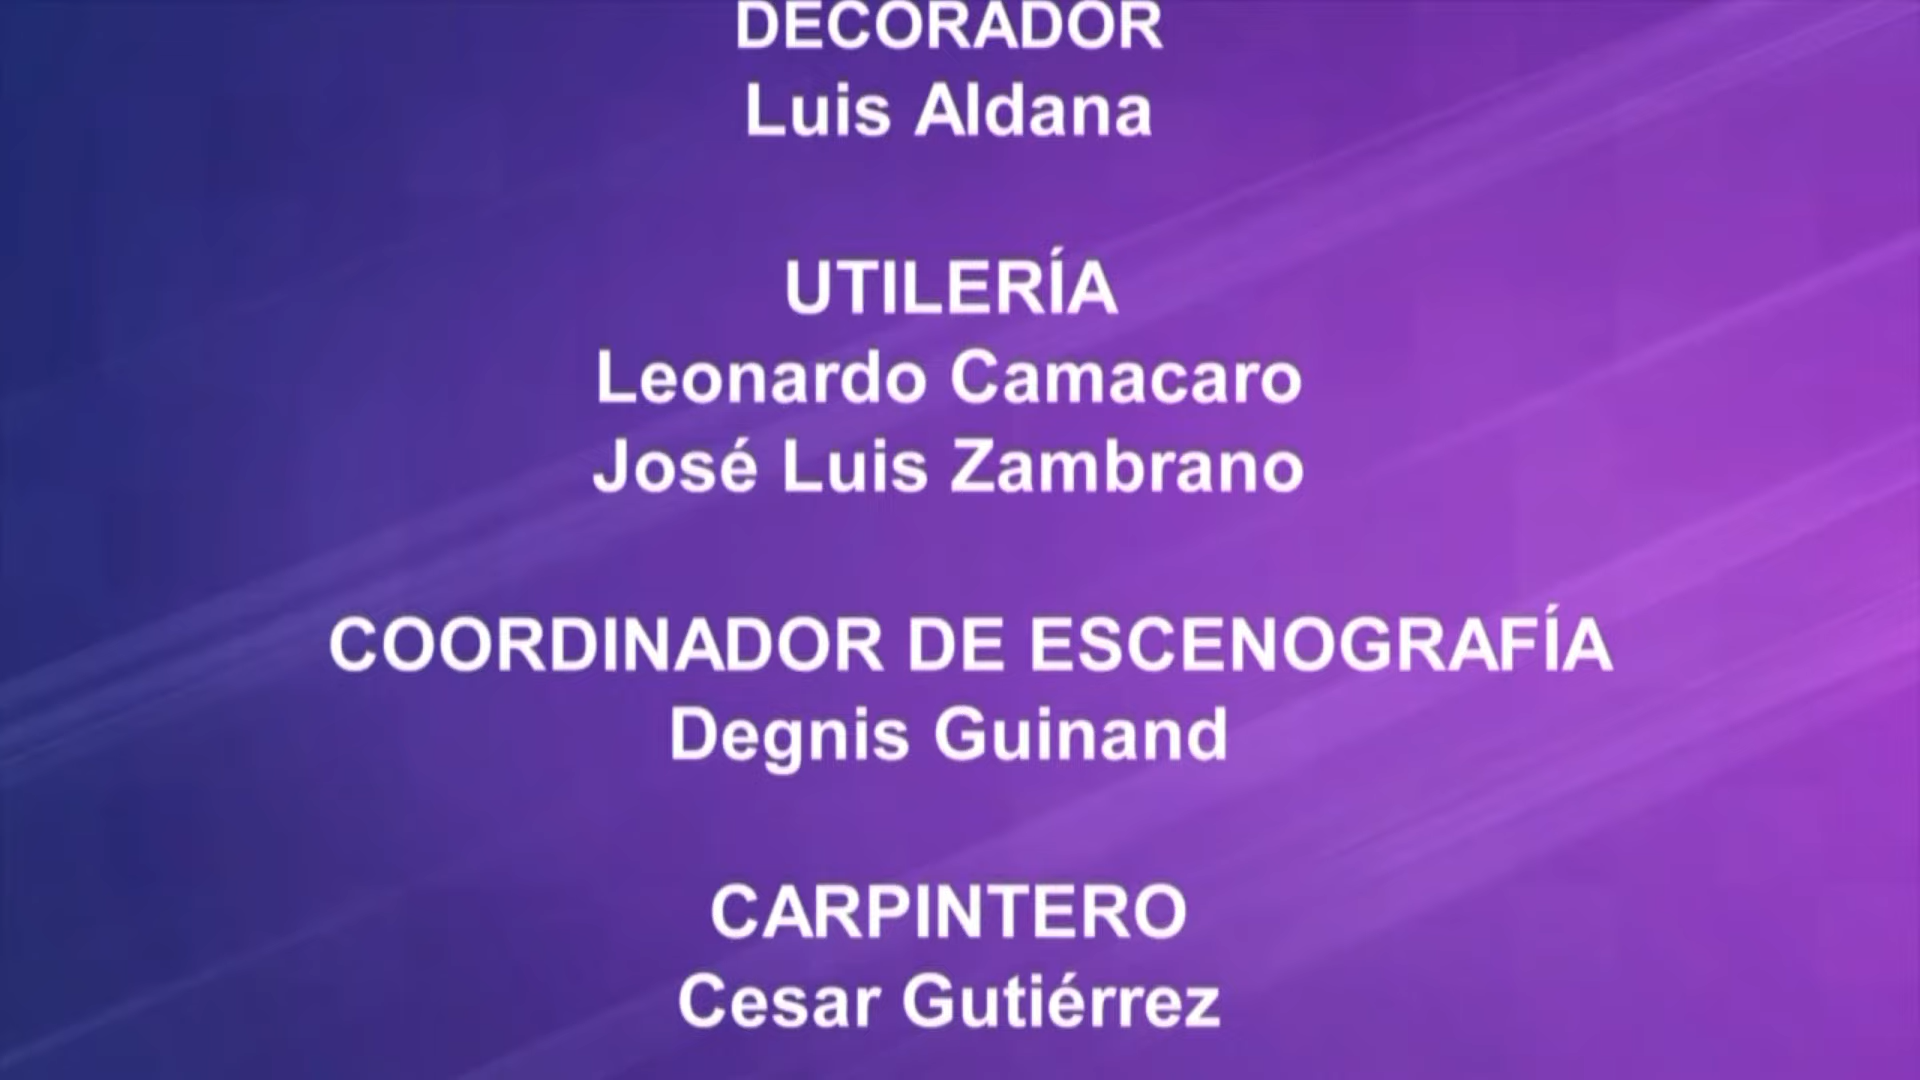 DECORADOR
Luis Aldana
UTILERÍA
Leonardo Camacaro
José Luis Zambrano
COORDINADOR DE ESCENOGRAFÍA
Degnis Guinand
CARPINTERO
Cesar Gutiérrez